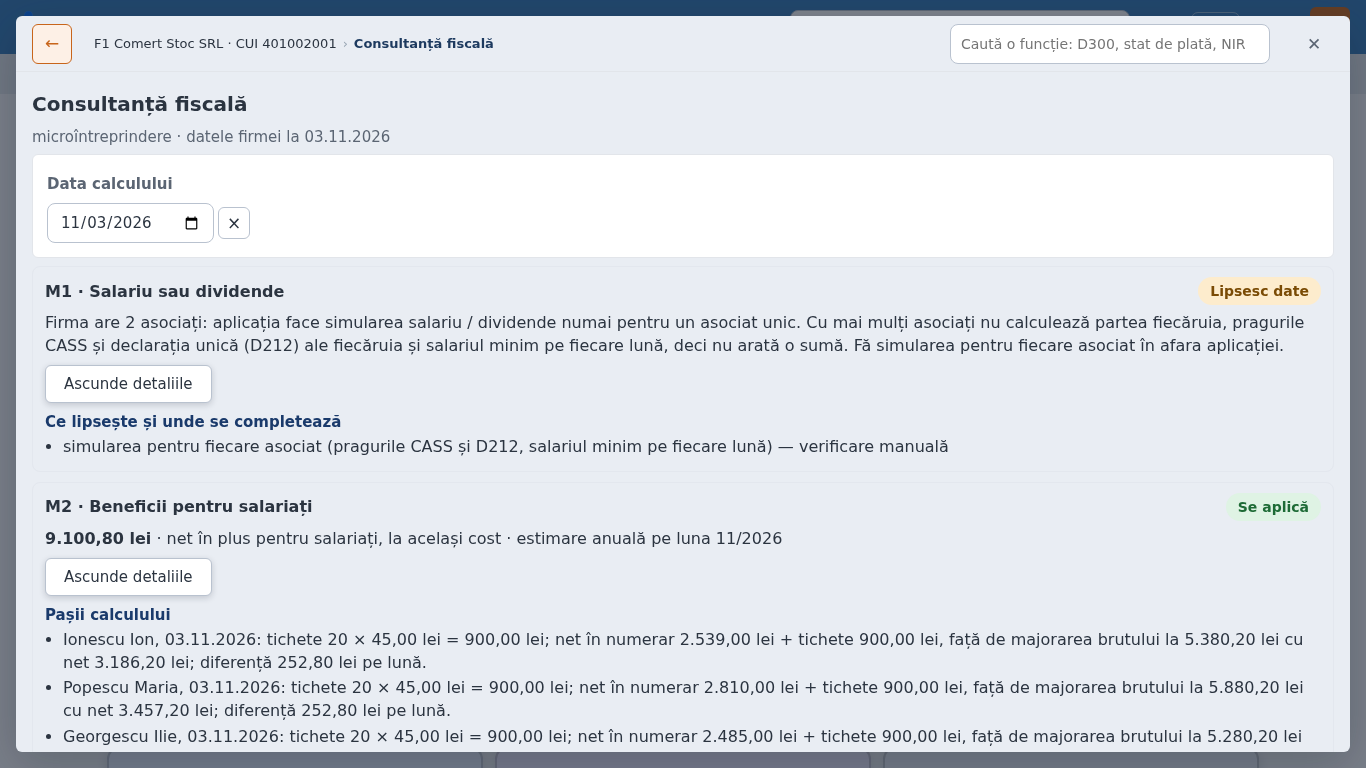 ←
F1 Comert Stoc SRL · CUI 401002001 › Consultanță fiscală
Caută o funcție: D300, stat de plată, NIR
✕
Consultanță fiscală
microîntreprindere · datele firmei la 03.11.2026
Data calculului
11/03/2026
×
M1 · Salariu sau dividende
Lipsesc date
Firma are 2 asociați: aplicația face simularea salariu / dividende numai pentru un asociat unic. Cu mai mulți asociați nu calculează partea fiecăruia, pragurile
CASS și declarația unică (D212) ale fiecăruia și salariul minim pe fiecare lună, deci nu arată o sumă. Fă simularea pentru fiecare asociat în afara aplicației.
Ascunde detaliile
Ce lipsește și unde se completează
• simularea pentru fiecare asociat (pragurile CASS și D212, salariul minim pe fiecare lună) — verificare manuală
M2 · Beneficii pentru salariați
Se aplică
9.100,80 lei · net în plus pentru salariați, la același cost · estimare anuală pe luna 11/2026
Ascunde detaliile
Pașii calculului
• Ionescu Ion, 03.11.2026: tichete 20 × 45,00 lei = 900,00 lei; net în numerar 2.539,00 lei + tichete 900,00 lei, față de majorarea brutului la 5.380,20 lei cu
net 3.186,20 lei; diferență 252,80 lei pe lună.
• Popescu Maria, 03.11.2026: tichete 20 × 45,00 lei = 900,00 lei; net în numerar 2.810,00 lei + tichete 900,00 lei, față de majorarea brutului la 5.880,20 lei
cu net 3.457,20 lei; diferență 252,80 lei pe lună.
• Georgescu Ilie, 03.11.2026: tichete 20 × 45,00 lei = 900,00 lei; net în numerar 2.485,00 lei + tichete 900,00 lei, față de majorarea brutului la 5.280,20 lei